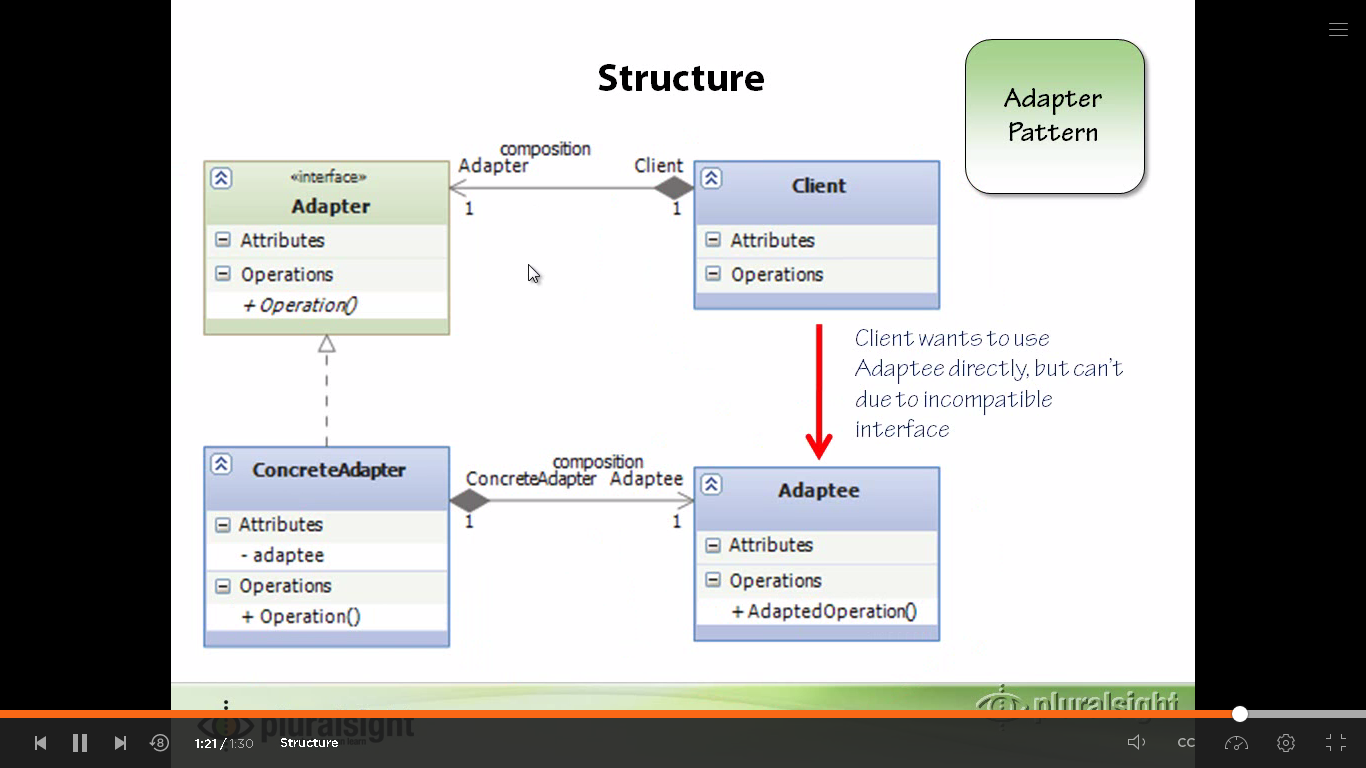 Structure
Adapter
Pattern
composition
Adapter
Client
1
1
«interface»
Adapter
Attributes
Operations
+ Operation()
Client
Attributes
Operations
Client wants to use
Adaptee directly, but can't
due to incompatible
interface
ConcreteAdapter
Attributes
- adaptee
Operations
+ Operation()
composition
ConcreteAdapter Adaptee
1
1
Adaptee
Attributes
Operations
+ AdaptedOperation()
pluralsight
pluralsight
8
1:21 / 1:30
Structure
CC